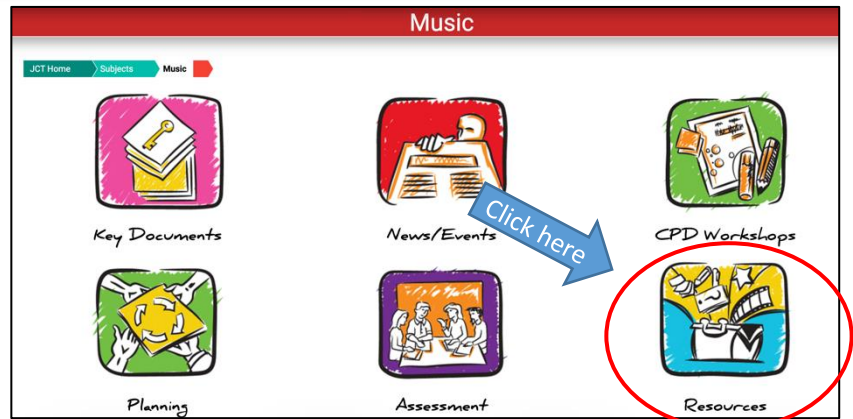 Music
JCT Home Subjects Music
Key Documents News/Events CPD Workshops
Click here
Planning Assessment Resources